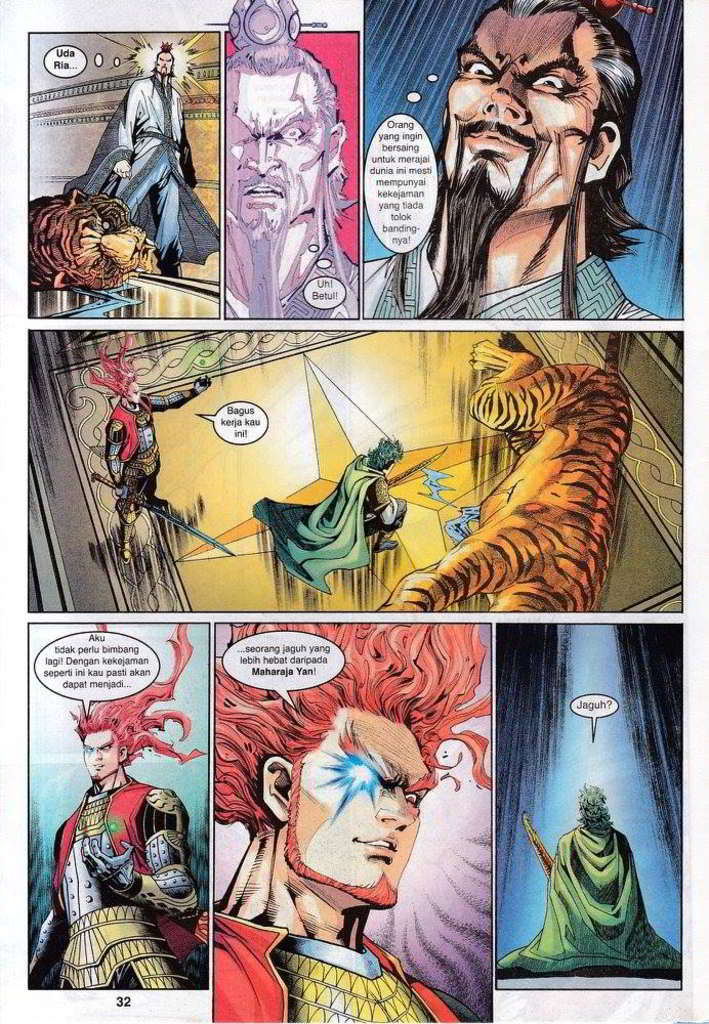 Uda
Ria...
Uh!
Betul!
Orang
yang ingin
bersaing
untuk merajai
dunia ini mesti
mempunyai
kekejaman
yang tiada
tolok
banding-
nya!
Bagus
kerja kau
ini!
Aku
tidak perlu bimbang
lagi! Dengan kekejaman
seperti ini kau pasti akan
dapat menjadi...
...seorang jaguh yang
lebih hebat daripada
Maharaja Yan!
Jaguh?
32